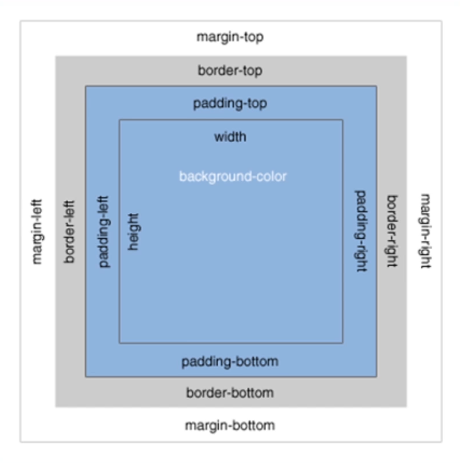 margin-top
border-top
padding-top
width
background-color
margin-left
border-left
padding-left
height
padding-right
border-right
margin-right
padding-bottom
border-bottom
margin-bottom